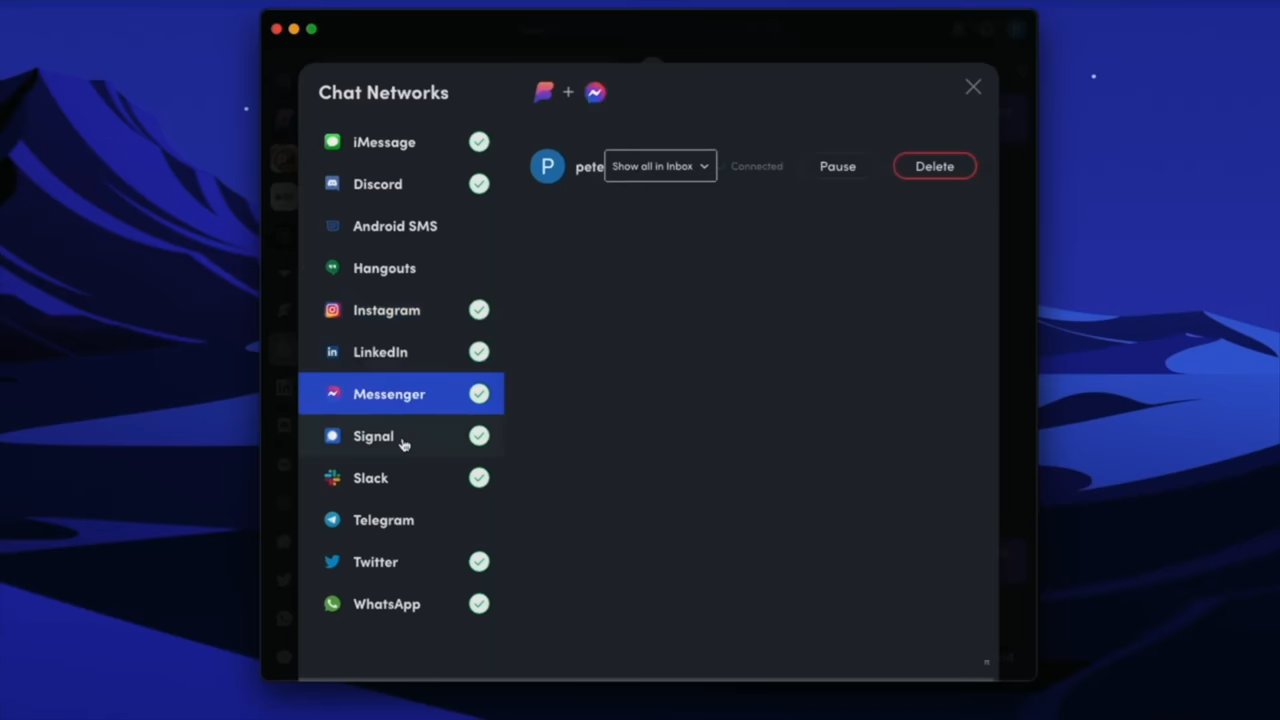 Chat Networks
+
iMessage
Discord
Android SMS
Hangouts
Instagram
LinkedIn
Messenger
Signal
Slack
Telegram
Twitter
WhatsApp
P pete Show all in Inbox Connected Pause Delete